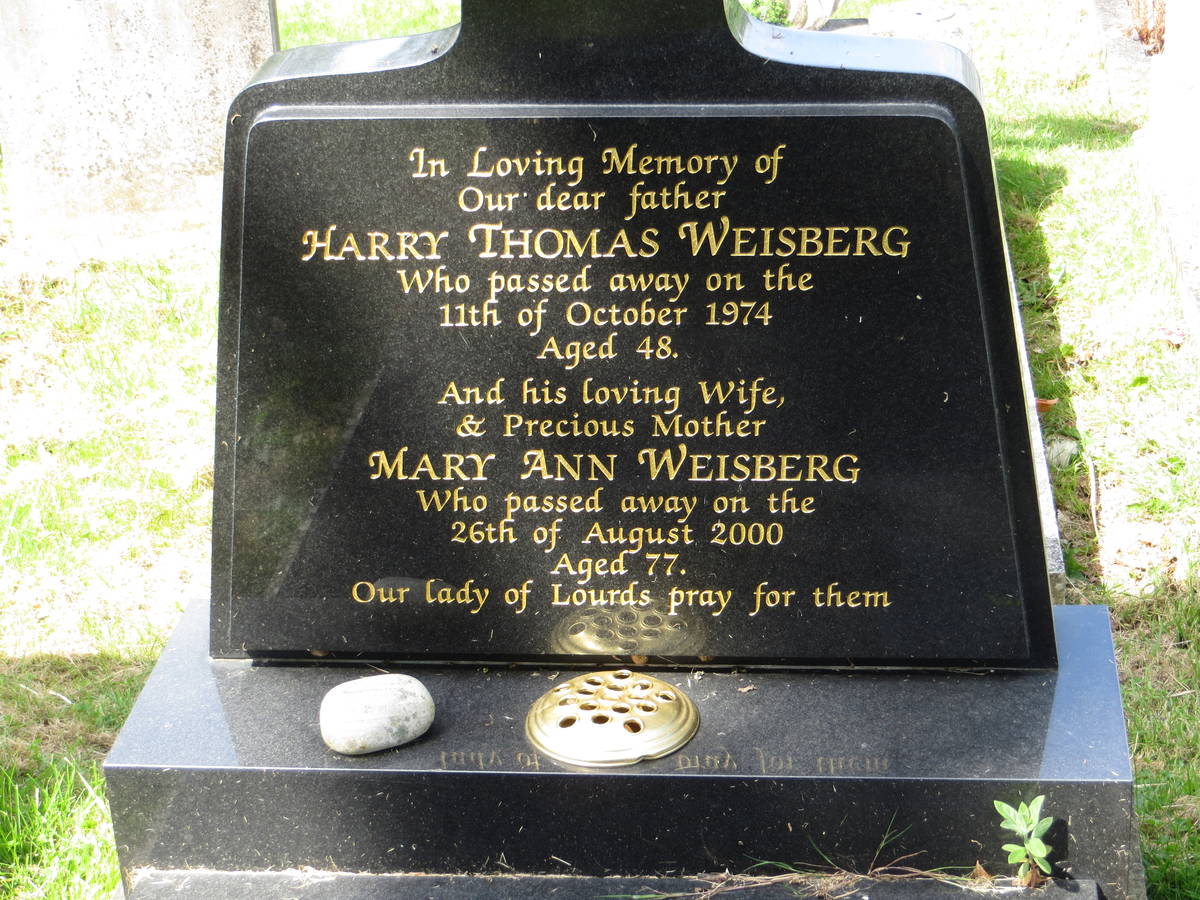 In Loving Memory of
Our dear father
HARRY THOMAS WEISBERG
Who passed away on the
11th of October 1974
Aged 48.
And his loving Wife,
& Precious Mother
MARY ANN WEISBERG
Who passed away on the
26th of August 2000
Aged 77.
Our lady of Lourds pray for them